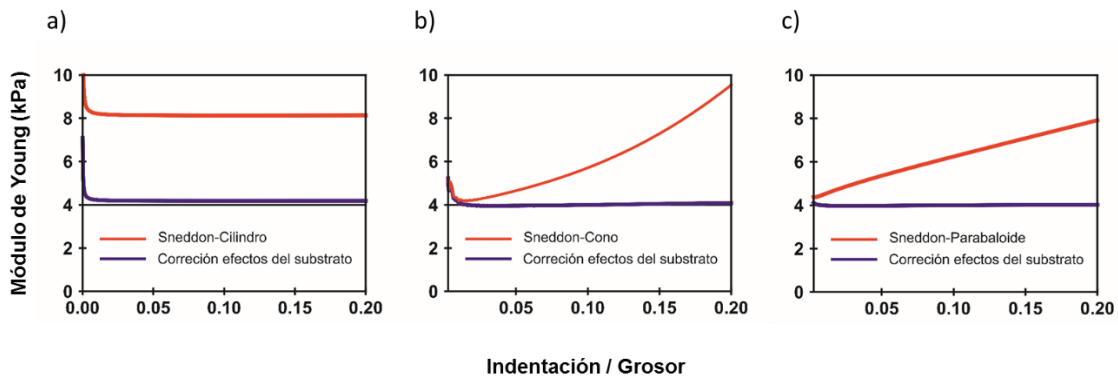 a)
b)
c)
Módulo de Young (kPa)
10
8
6
4
2
0
Sneddon-Cilindro
Correción efectos del substrato
0.00 0.05 0.10 0.15 0.20
10
8
6
4
2
0
Sneddon-Cono
Correción efectos del substrato
0.05 0.10 0.15 0.20
10
8
6
4
2
0
Sneddon-Parabaloide
Correción efectos del substrato
0.05 0.10 0.15 0.20
Indentación / Grosor